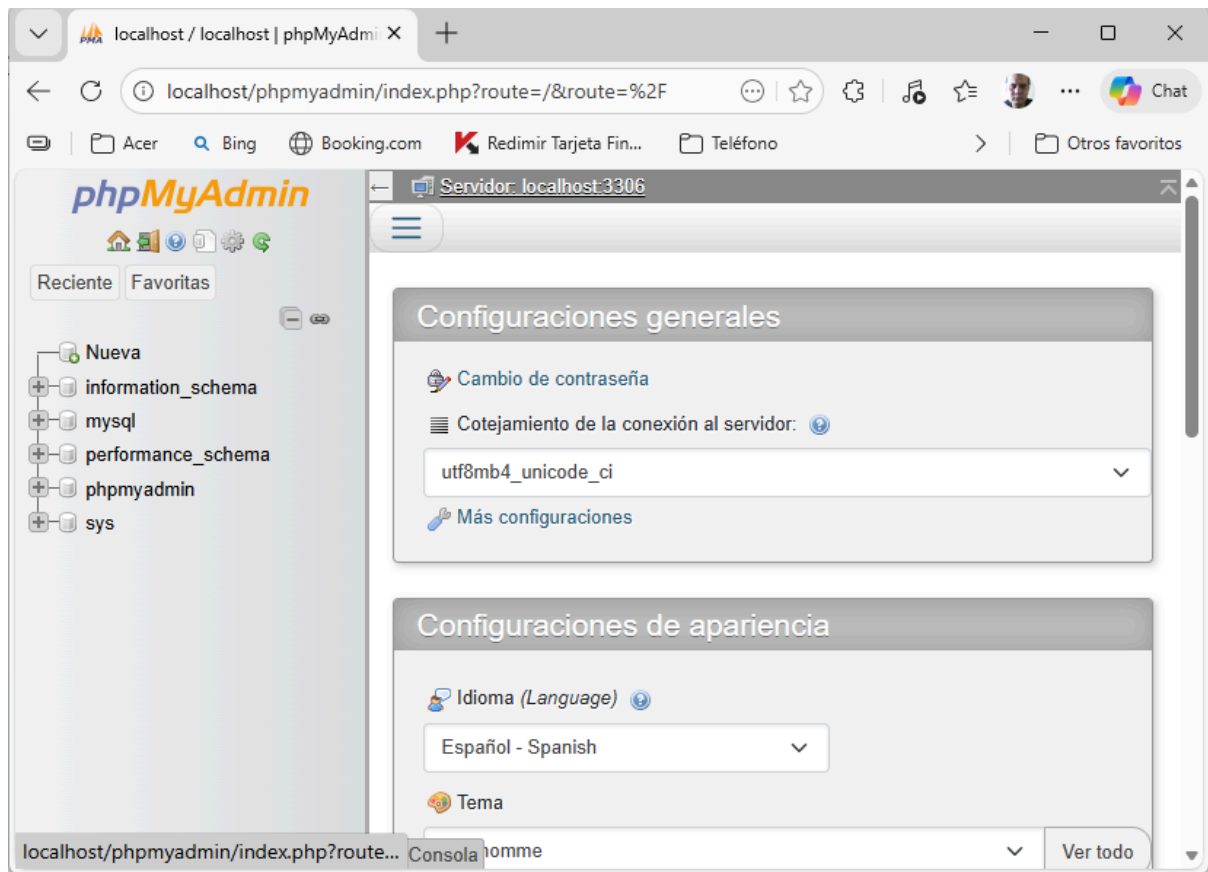 localhost / localhost | phpMyAdmi
localhost/phpmyadmin/index.php?route=/&route=%2F
Chat
Acer
Bing
Booking.com
Redimir Tarjeta Fin...
Teléfono
Otros favoritos
phpMyAdmin
Servidor: localhost:3306
Reciente
Favoritas
Nueva
information_schema
mysql
performance_schema
phpmyadmin
sys
Configuraciones generales
Cambio de contraseña
Cotejamiento de la conexión al servidor:
utf8mb4_unicode_ci
Más configuraciones
Configuraciones de apariencia
Idioma (Language)
Español - Spanish
Tema
homme
Ver todo
localhost/phpmyadmin/index.php?route...
Consola